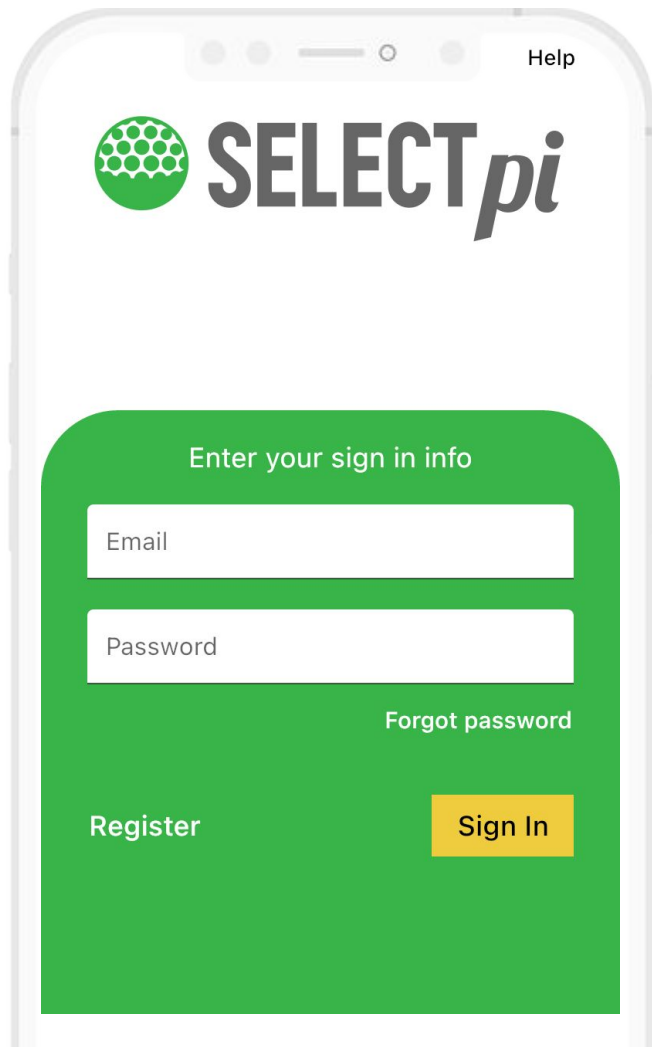 Help
SELECTpi
Enter your sign in info
Email
Password
Forgot password
Register
Sign In